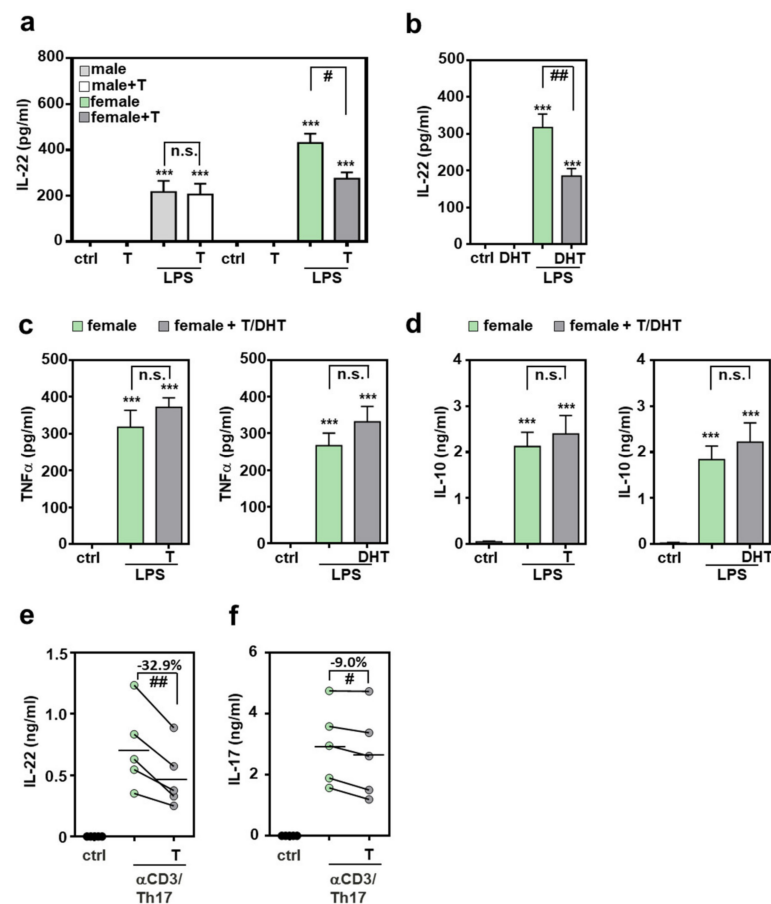 a
IL-22 (pg/ml)
800
600
400
200
0
male
male+T
female
female+T
n.s.
#
***
***
***
***
ctrl T T ctrl T T
LPS LPS
b
IL-22 (pg/ml)
500
400
300
200
100
0
##
***
***
ctrl DHT DHT
LPS
c
female female + T/DHT
TNFα (pg/ml)
500
400
300
200
100
0
n.s.
***
***
ctrl T
LPS
TNFα (pg/ml)
500
400
300
200
100
0
n.s.
***
***
ctrl DHT
LPS
d
female female + T/DHT
IL-10 (ng/ml)
4
3
2
1
0
n.s.
***
***
ctrl T
LPS
IL-10 (ng/ml)
4
3
2
1
0
n.s.
***
***
ctrl DHT
LPS
e
IL-22 (ng/ml)
1.5
1.0
0.5
0
-32.9%
##
ctrl T
αCD3/
Th17
f
IL-17 (ng/ml)
6
4
2
0
-9.0%
#
ctrl T
αCD3/
Th17